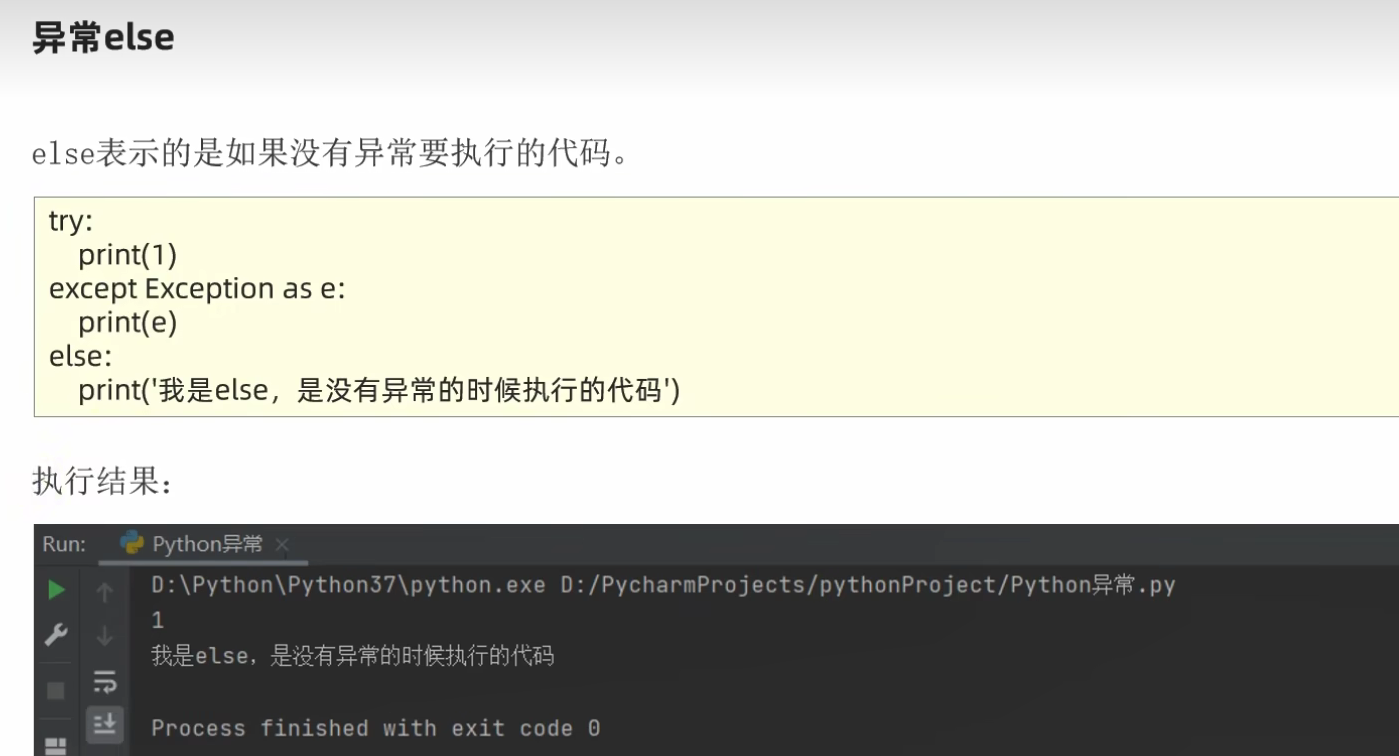 异常else
else表示的是如果没有异常要执行的代码。
try:
    print(1)
except Exception as e:
    print(e)
else:
    print('我是else，是没有异常的时候执行的代码')
执行结果：
Run: Python异常 ×
D:\Python\Python37\python.exe D:/PycharmProjects/pythonProject/Python异常.py
1
我是else，是没有异常的时候执行的代码
Process finished with exit code 0